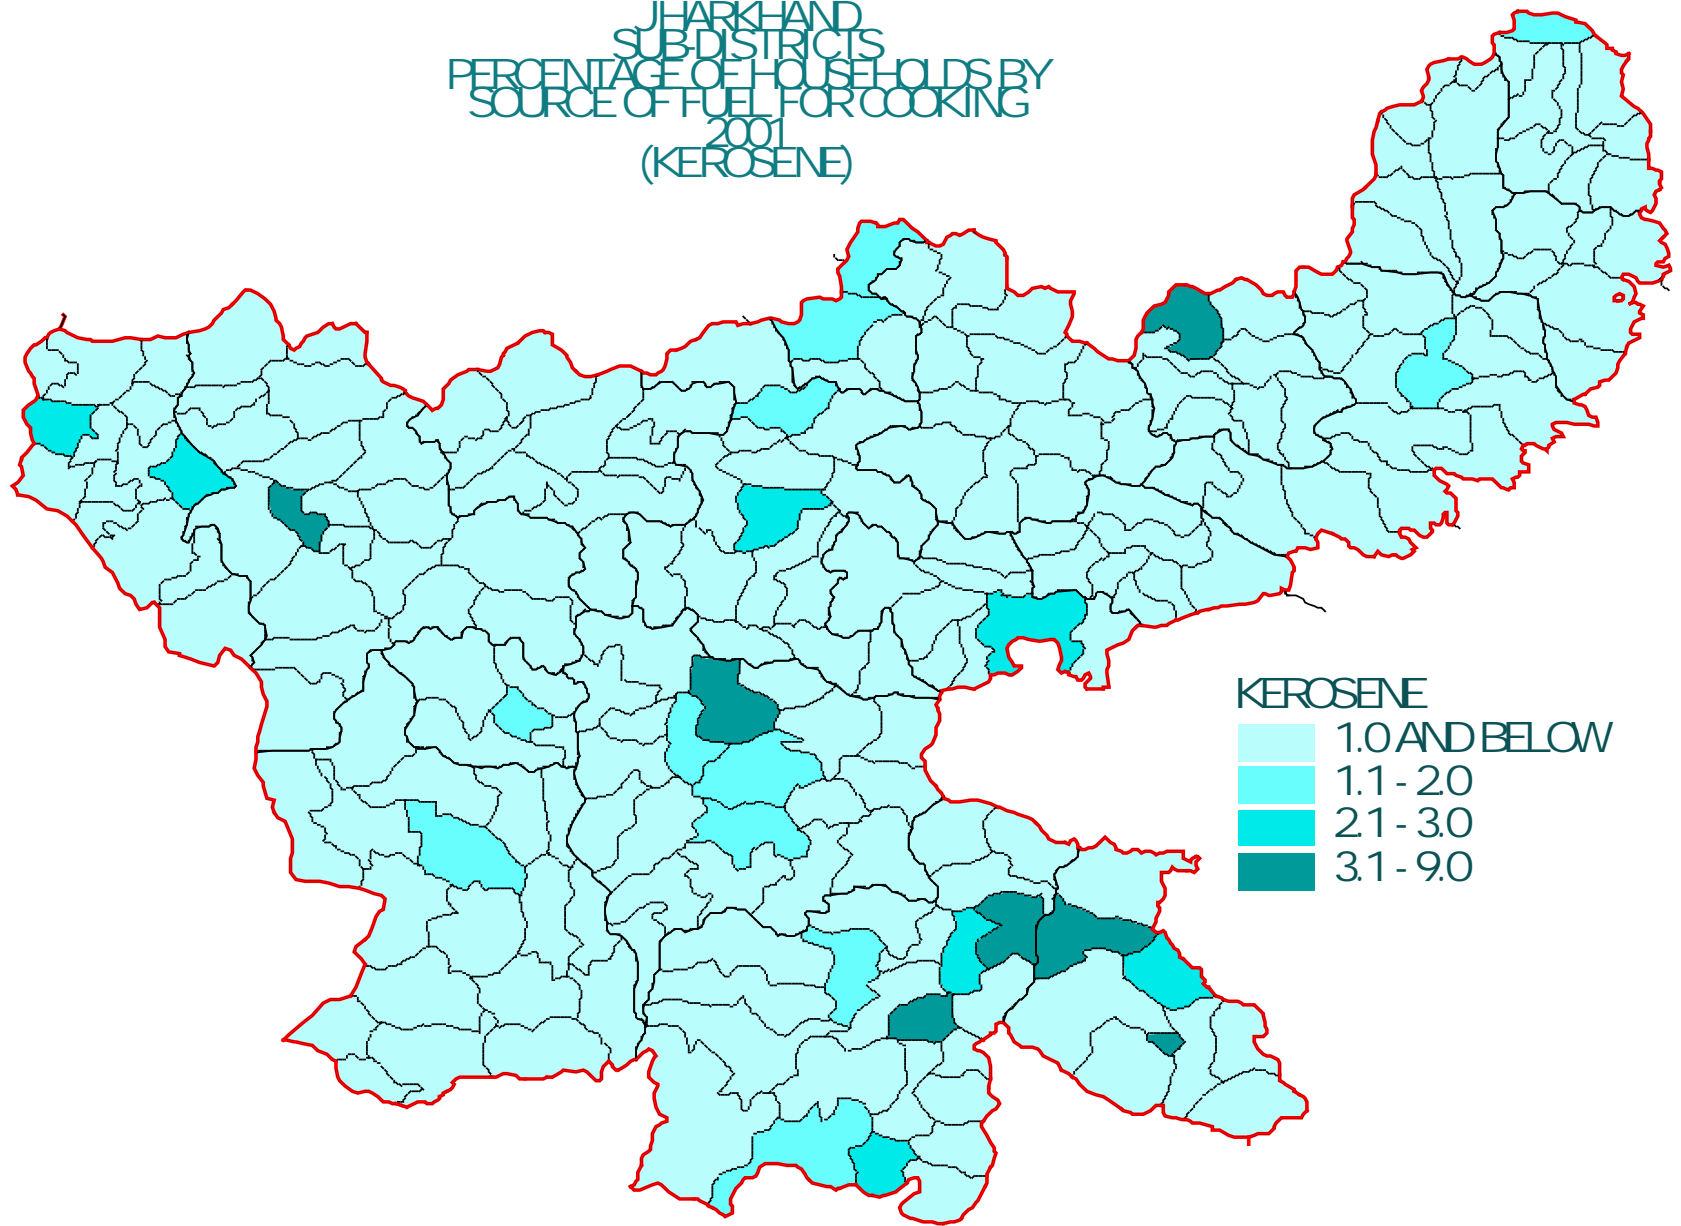 JHARKHAND
SUB-DISTRICTS
PERCENTAGE OF HOUSEHOLDS BY
SOURCE OF FUEL FOR COOKING
2001
(KEROSENE)
KEROSENE
1.0 AND BELOW
1.1 - 2.0
2.1 - 3.0
3.1 - 9.0